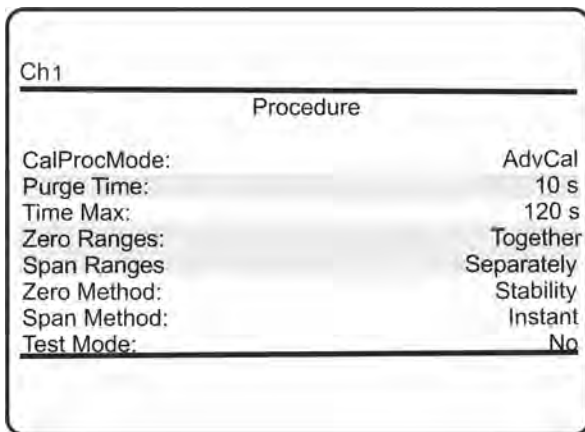 Ch1
Procedure
CalProcMode: AdvCal
Purge Time: 10 s
Time Max: 120 s
Zero Ranges: Together
Span Ranges Separately
Zero Method: Stability
Span Method: Instant
Test Mode: No